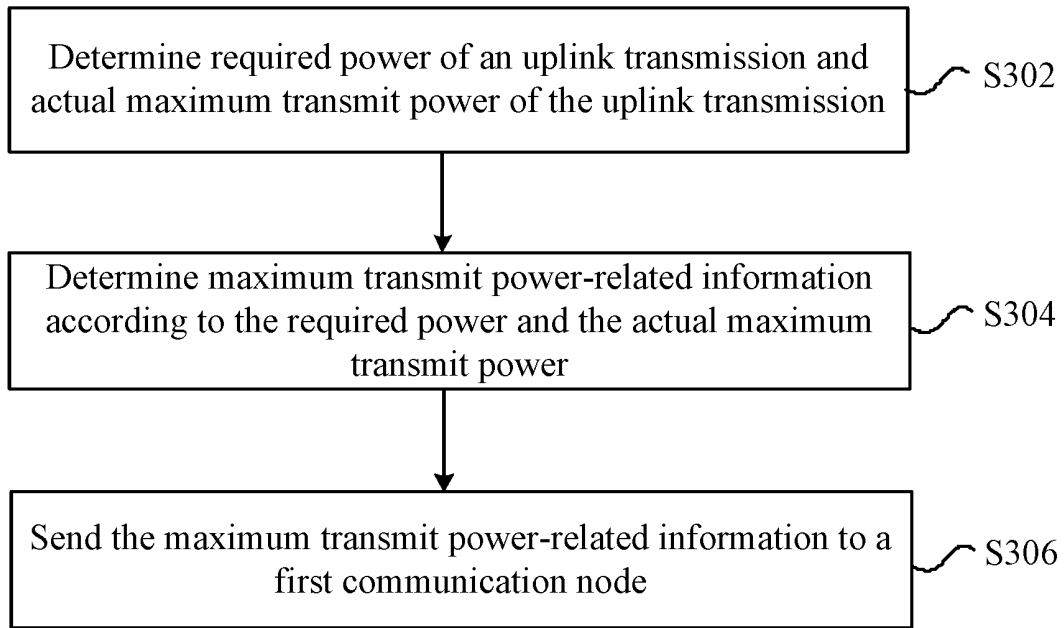 Determine required power of an uplink transmission and
actual maximum transmit power of the uplink transmission
S302
Determine maximum transmit power-related information
according to the required power and the actual maximum
transmit power
S304
Send the maximum transmit power-related information to a
first communication node
S306